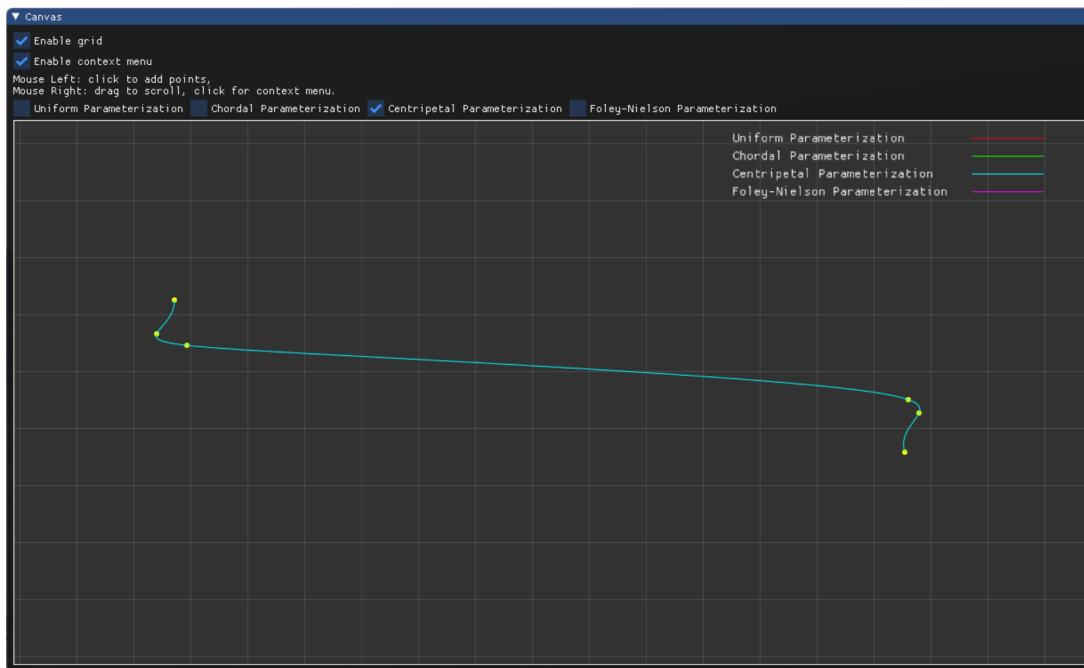 Canvas
Enable grid
Enable context menu
Mouse Left: click to add points,
Mouse Right: drag to scroll, click for context menu.
Uniform Parameterization Chordal Parameterization Centripetal Parameterization Foley-Nielson Parameterization
Uniform Parameterization
Chordal Parameterization
Centripetal Parameterization
Foley-Nielson Parameterization